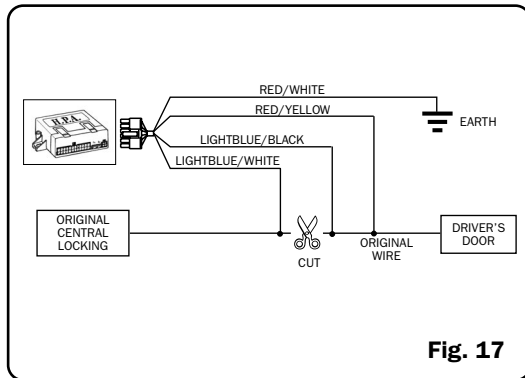 RED/WHITE
RED/YELLOW
EARTH
LIGHTBLUE/BLACK
LIGHTBLUE/WHITE
H.P.A.
ORIGINAL
CENTRAL
LOCKING
CUT
ORIGINAL
WIRE
DRIVER'S
DOOR
Fig. 17